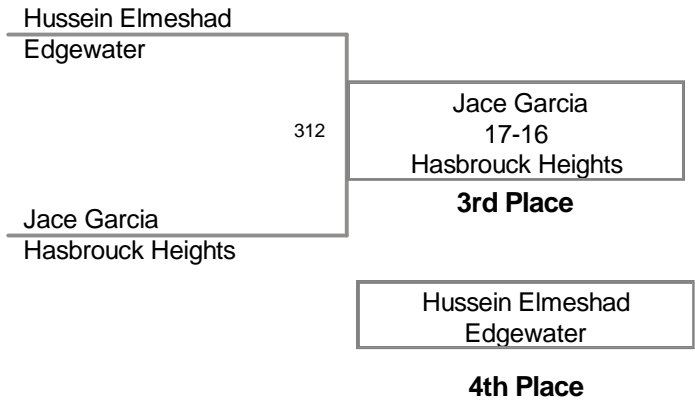 Hussein Elmeshad
Edgewater
312
Jace Garcia
17-16
Hasbrouck Heights
3rd Place
Jace Garcia
Hasbrouck Heights
Hussein Elmeshad
Edgewater
4th Place